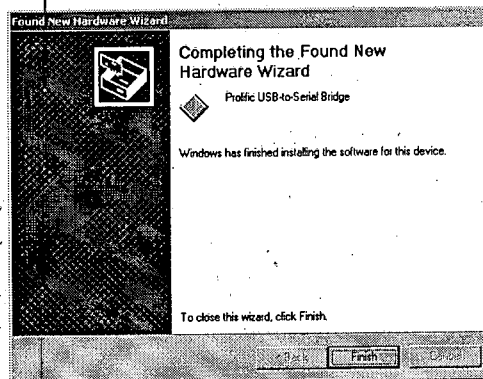 Found New Hardware Wizard
Completing the Found New
Hardware Wizard
Prolific USB-to-Serial Bridge
Windows has finished installing the software for this device.
To close this wizard, click Finish.
< Back
Finish
Cancel